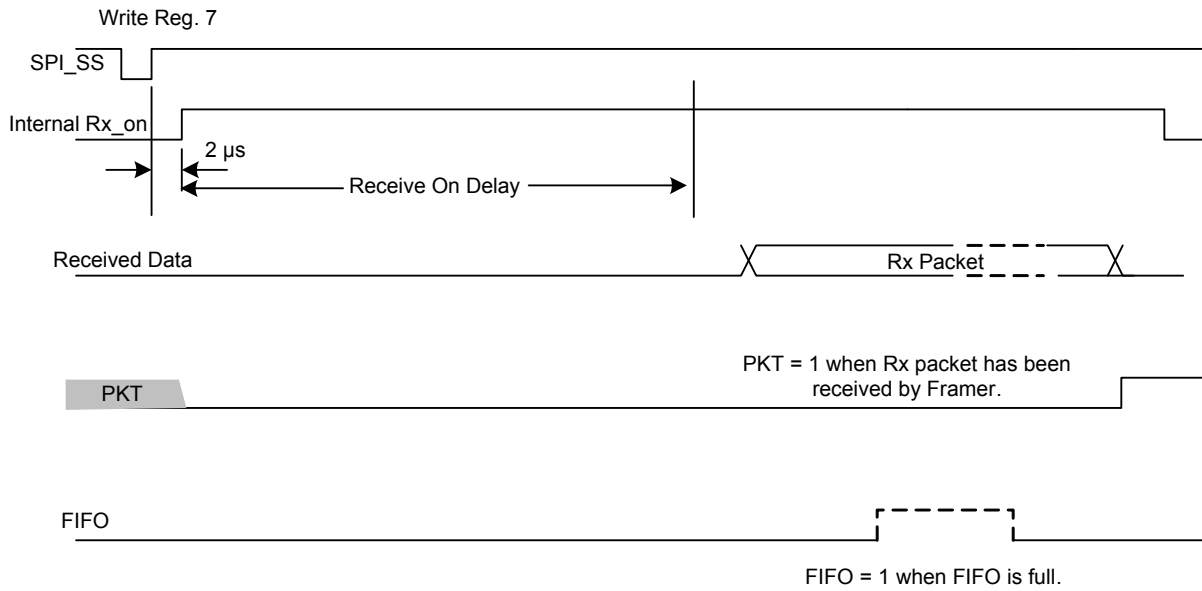 Write Reg. 7
SPI_SS
Internal Rx_on
2 µs
Receive On Delay
Received Data
Rx Packet
PKT = 1 when Rx packet has been
received by Framer.
PKT
FIFO
FIFO = 1 when FIFO is full.